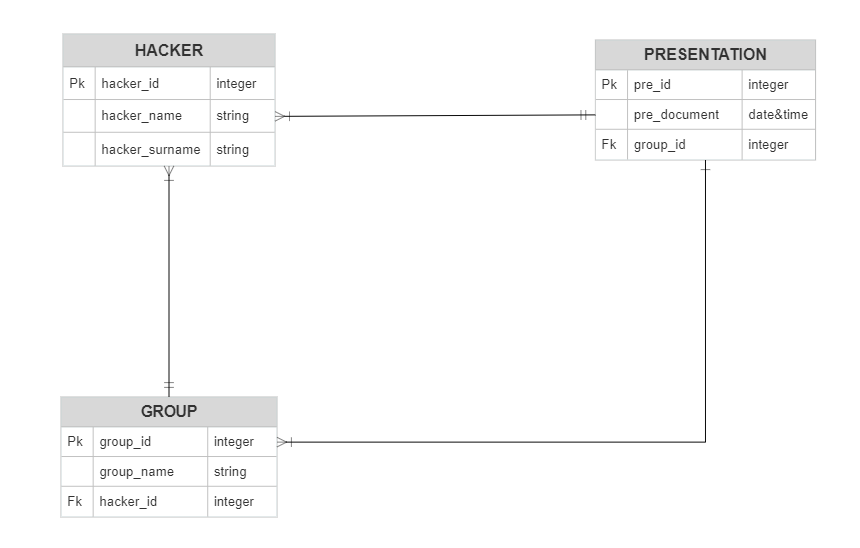 HACKER
Pk hacker_id integer
hacker_name string
hacker_surname string
PRESENTATION
Pk pre_id integer
pre_document date&time
Fk group_id integer
GROUP
Pk group_id integer
group_name string
Fk hacker_id integer